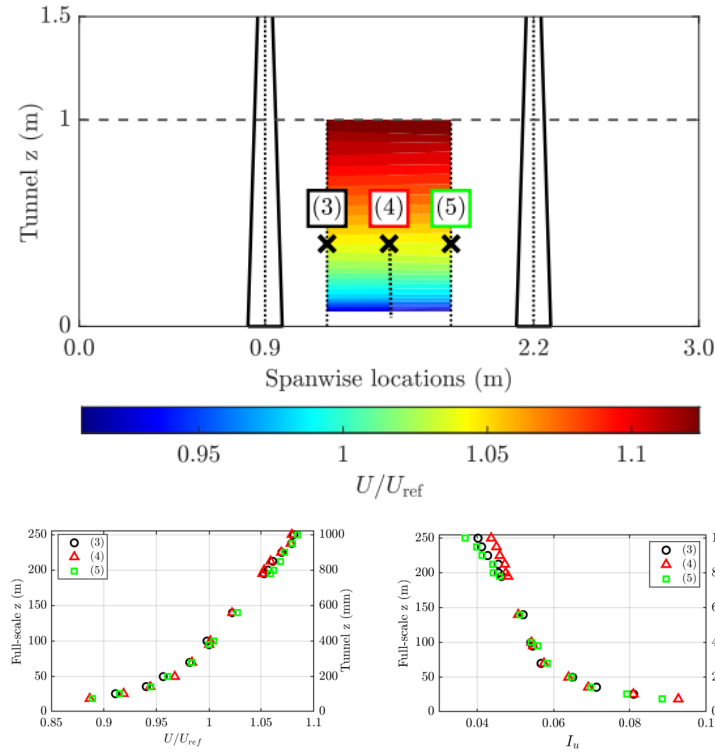 1.5
1
0
Tunnel z (m)
(3) (4) (5)
0.0 0.9 2.2 3.0
Spanwise locations (m)
0.95 1 1.05 1.1
U/U_ref
250
200
150
100
50
0
Full-scale z (m)
(3)
(4)
(5)
1000
800
600
400
200
0
Tunnel z (mm)
0.85 0.9 0.95 1 1.05 1.1
U/U_ref
250
200
150
100
50
0
Full-scale z (m)
(3)
(4)
(5)
0.04 0.06 0.08 0.1
I_u